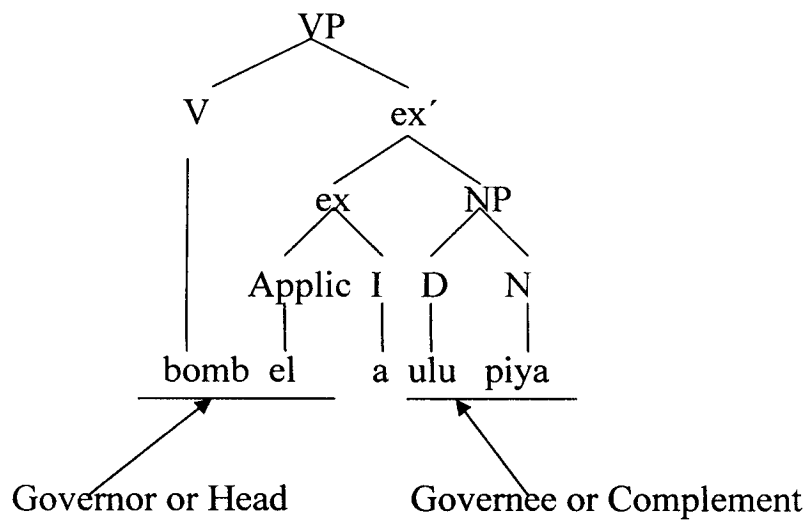 VP
V ex´
ex NP
Applic I D N
bomb el a ulu piya
Governor or Head Governee or Complement